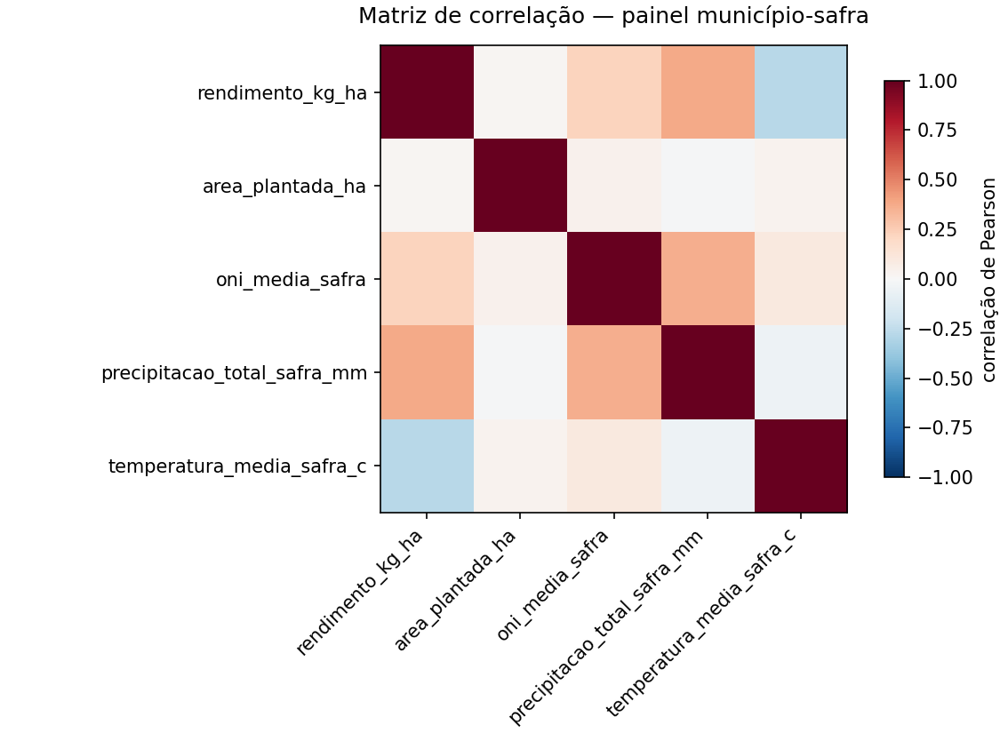 Matriz de correlação — painel município-safra
rendimento_kg_ha
area_plantada_ha
oni_media_safra
precipitacao_total_safra_mm
temperatura_media_safra_c
rendimento_kg_ha
area_plantada_ha
oni_media_safra
precipitacao_total_safra_mm
temperatura_media_safra_c
1.00
0.75
0.50
0.25
0.00
−0.25
−0.50
−0.75
−1.00
correlação de Pearson